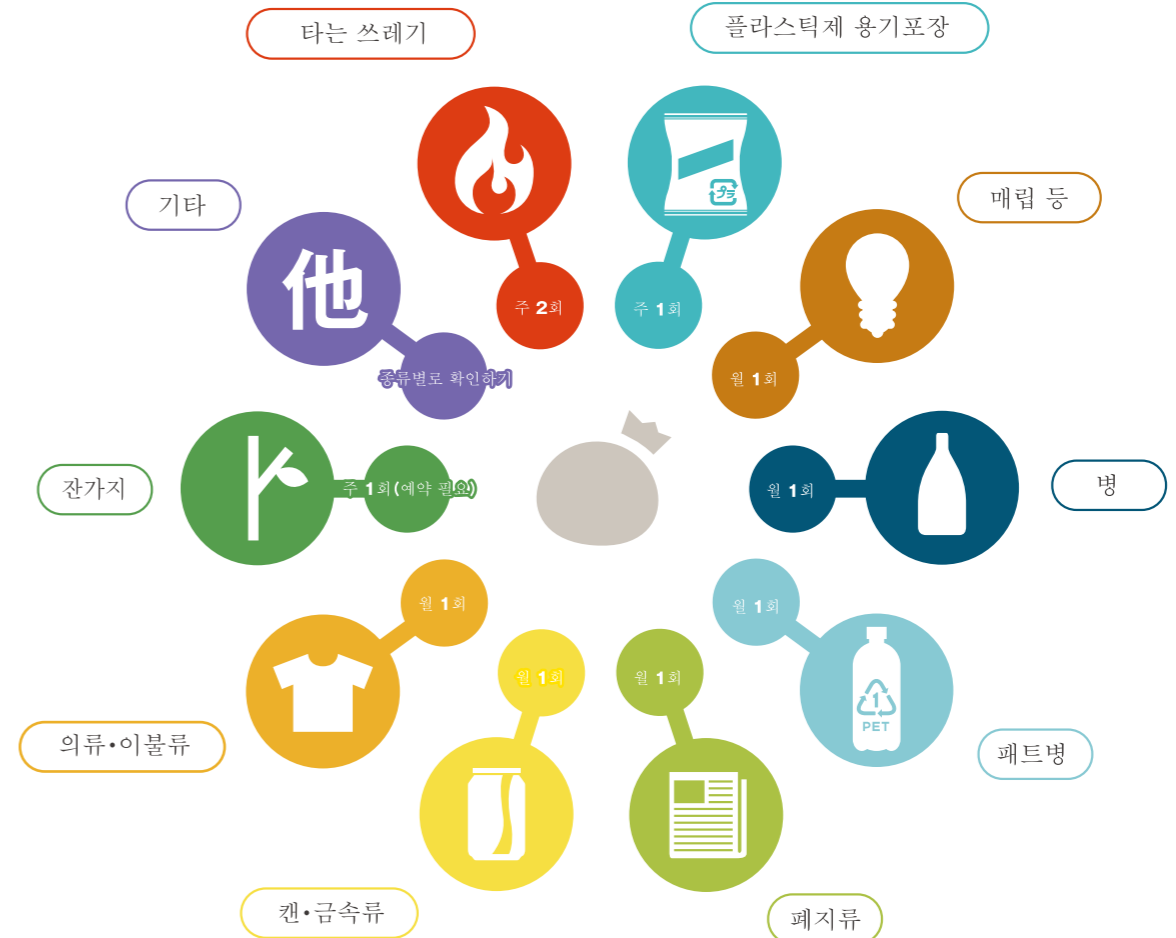 타는 쓰레기
플라스틱제 용기포장
プラ
기타
매립 등
他
주 2회
주 1회
종류별로 확인하기
월 1회
잔가지
주 1회(예약 필요)
월 1회
병
월 1회
월 1회
1
PET
의류•이불류
월 1회
월 1회
패트병
캔•금속류
폐지류